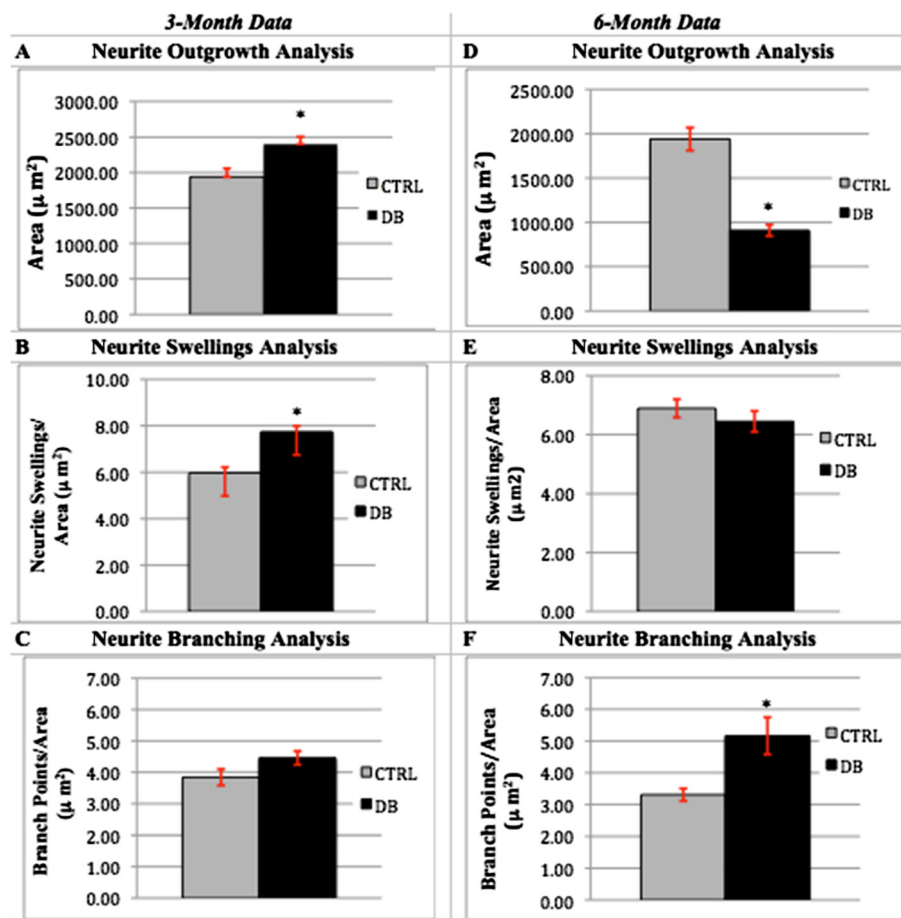 3-Month Data
6-Month Data
A Neurite Outgrowth Analysis
3000.00
2500.00
2000.00
1500.00
1000.00
500.00
0.00
Area (μ m²)
*
CTRL
DB
D Neurite Outgrowth Analysis
2500.00
2000.00
1500.00
1000.00
500.00
0.00
Area (μ m²)
*
CTRL
DB
B Neurite Swellings Analysis
10.00
8.00
6.00
4.00
2.00
0.00
Neurite Swellings/
Area (μ m²)
*
CTRL
DB
E Neurite Swellings Analysis
8.00
6.00
4.00
2.00
0.00
Neurite Swellings/Area
(μ m2)
CTRL
DB
C Neurite Branching Analysis
7.00
6.00
5.00
4.00
3.00
2.00
1.00
0.00
Branch Points/Area
(μ m²)
CTRL
DB
F Neurite Branching Analysis
7.00
6.00
5.00
4.00
3.00
2.00
1.00
0.00
Branch Points/Area
(μ m²)
*
CTRL
DB